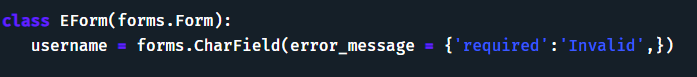 class EForm(forms.Form):
username = forms.CharField(error_message = {'required':'Invalid',})